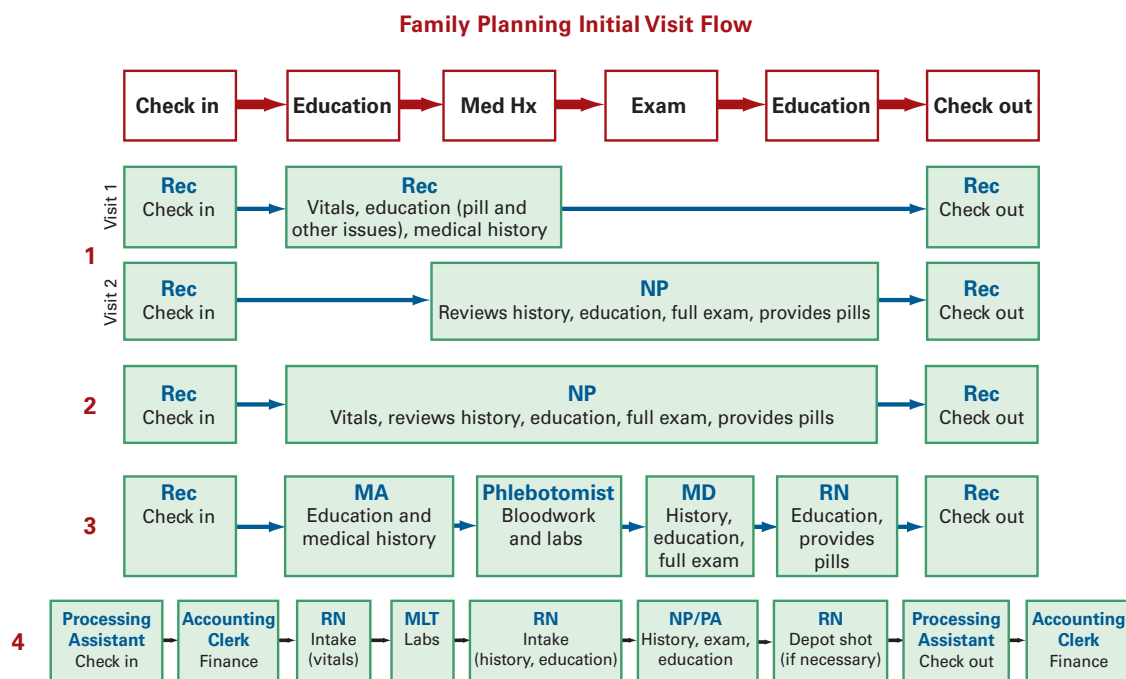 Family Planning Initial Visit Flow
Check in
Education
Med Hx
Exam
Education
Check out
1
Visit 1
Rec
Check in
Rec
Vitals, education (pill and
other issues), medical history
Rec
Check out
Visit 2
Rec
Check in
NP
Reviews history, education, full exam, provides pills
Rec
Check out
2
Rec
Check in
NP
Vitals, reviews history, education, full exam, provides pills
Rec
Check out
3
Rec
Check in
MA
Education and
medical history
Phlebotomist
Bloodwork
and labs
MD
History,
education,
full exam
RN
Education,
provides
pills
Rec
Check out
4
Processing
Assistant
Check in
Accounting
Clerk
Finance
RN
Intake
(vitals)
MLT
Labs
RN
Intake
(history, education)
NP/PA
History, exam,
education
RN
Depot shot
(if necessary)
Processing
Assistant
Check out
Accounting
Clerk
Finance